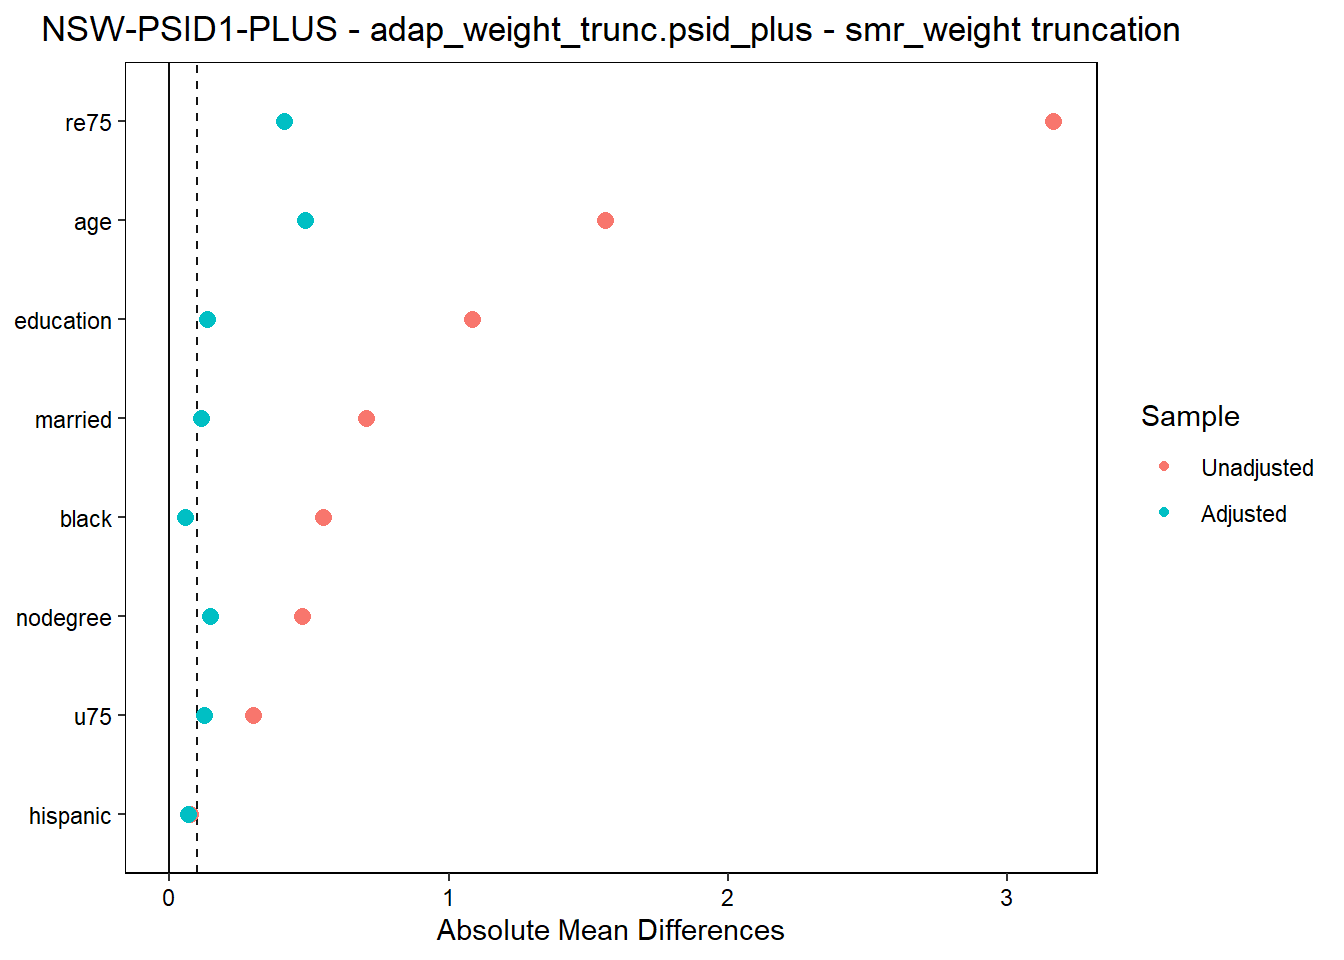 NSW-PSID1-PLUS - adap_weight_trunc.psid_plus - smr_weight truncation
re75
age
education
married
black
nodegree
u75
hispanic
0 1 2 3
Absolute Mean Differences
Sample
Unadjusted
Adjusted